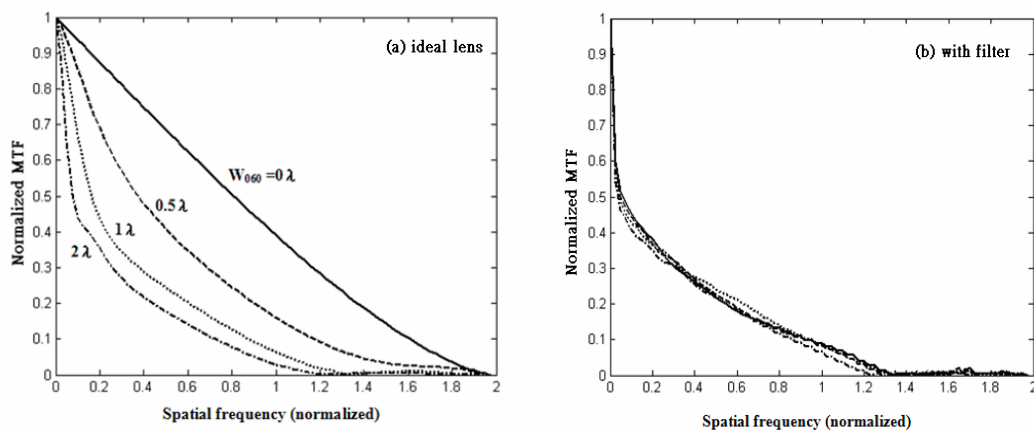 (a) ideal lens
Normalized MTF
1
0.9
0.8
0.7
0.6
0.5
0.4
0.3
0.2
0.1
0
W060 =0 λ
0.5 λ
1 λ
2 λ
0 0.2 0.4 0.6 0.8 1 1.2 1.4 1.6 1.8 2
Spatial frequency (normalized)
(b) with filter
Normalized MTF
1
0.9
0.8
0.7
0.6
0.5
0.4
0.3
0.2
0.1
0
0 0.2 0.4 0.6 0.8 1 1.2 1.4 1.6 1.8 2
Spatial frequency (normalized)